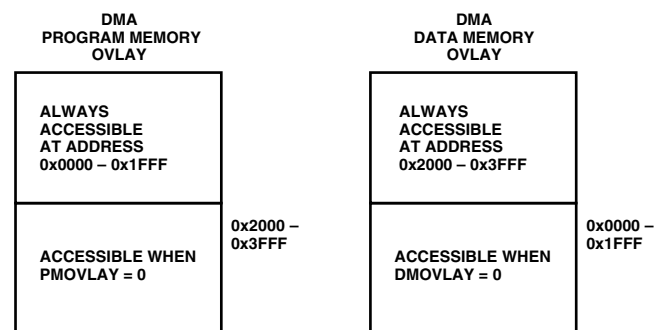 DMA
PROGRAM MEMORY
OVLAY
ALWAYS
ACCESSIBLE
AT ADDRESS
0x0000 – 0x1FFF
ACCESSIBLE WHEN
PMOVLAY = 0
0x2000 –
0x3FFF
DMA
DATA MEMORY
OVLAY
ALWAYS
ACCESSIBLE
AT ADDRESS
0x2000 – 0x3FFF
ACCESSIBLE WHEN
DMOVLAY = 0
0x0000 –
0x1FFF